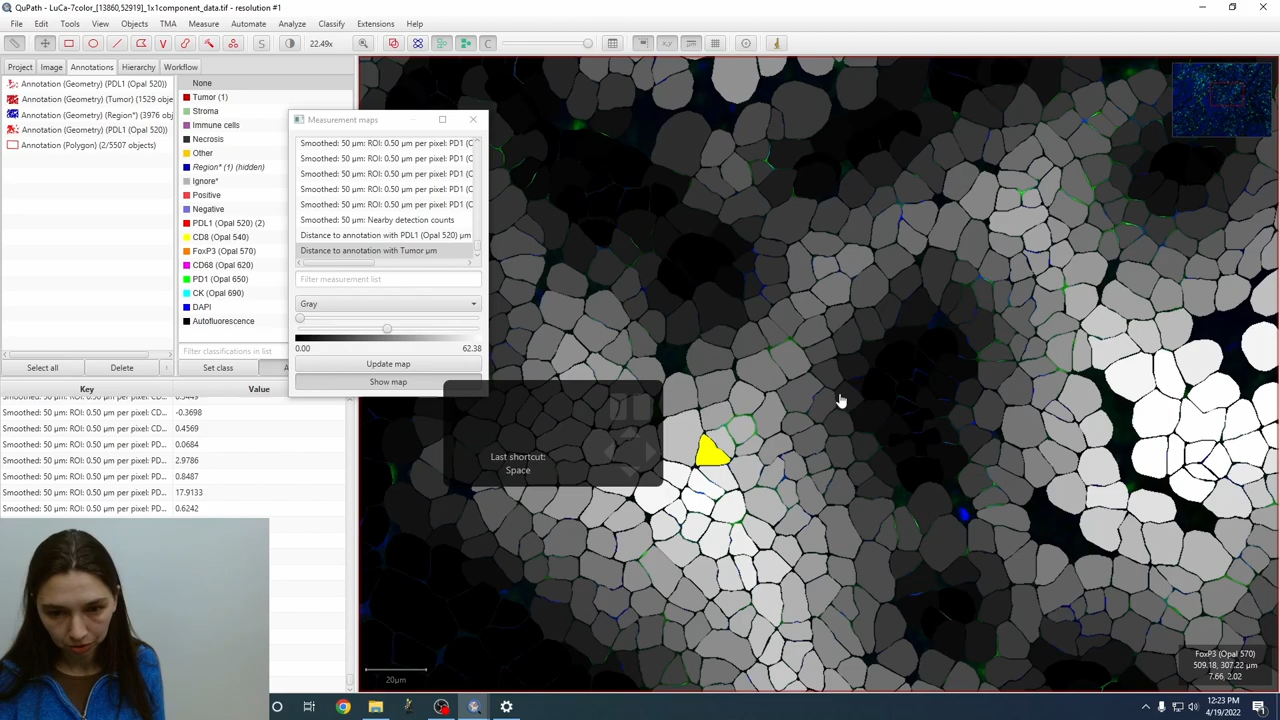 QuPath - LuCa-7color_[13860,52919]_1x1component_data.tif - resolution #1
File Edit Tools View Objects TMA Measure Automate Analyze Classify Extensions Help
22.49x
Project Image Annotations Hierarchy Workflow
Annotation (Geometry) (PDL1 (Opal 520))
Annotation (Geometry) (Tumor) (1529 obje
Annotation (Geometry) (Region*) (3976 obj
Annotation (Geometry) (PDL1 (Opal 520))
Annotation (Polygon) (2/5507 objects)
None
Tumor (1)
Stroma
Immune cells
Necrosis
Other
Region* (1) (hidden)
Ignore*
Positive
Negative
PDL1 (Opal 520) (2)
CD8 (Opal 540)
FoxP3 (Opal 570)
CD68 (Opal 620)
PD1 (Opal 650)
CK (Opal 690)
DAPI
Autofluorescence
Filter classifications in list
Select all Delete Set class
Key Value
Smoothed: 50 µm: ROI: 0.50 µm per pixel: CD... -0.3698
Smoothed: 50 µm: ROI: 0.50 µm per pixel: CD... 0.4569
Smoothed: 50 µm: ROI: 0.50 µm per pixel: PD... 0.0684
Smoothed: 50 µm: ROI: 0.50 µm per pixel: PD... 2.9786
Smoothed: 50 µm: ROI: 0.50 µm per pixel: PD... 0.8487
Smoothed: 50 µm: ROI: 0.50 µm per pixel: PD... 17.9133
Smoothed: 50 µm: ROI: 0.50 µm per pixel: PD... 0.6242
Measurement maps
Smoothed: 50 µm: ROI: 0.50 µm per pixel: PD1 (C
Smoothed: 50 µm: ROI: 0.50 µm per pixel: PD1 (C
Smoothed: 50 µm: ROI: 0.50 µm per pixel: PD1 (C
Smoothed: 50 µm: ROI: 0.50 µm per pixel: PD1 (C
Smoothed: 50 µm: ROI: 0.50 µm per pixel: PD1 (C
Smoothed: 50 µm: Nearby detection counts
Distance to annotation with PDL1 (Opal 520) µm
Distance to annotation with Tumor µm
Filter measurement list
Gray
0.00 62.38
Update map
Show map
Last shortcut:
Space
20µm
FoxP3 (Opal 570)
509.18, 307.22 µm
7.66, 2.02
12:23 PM
4/19/2022